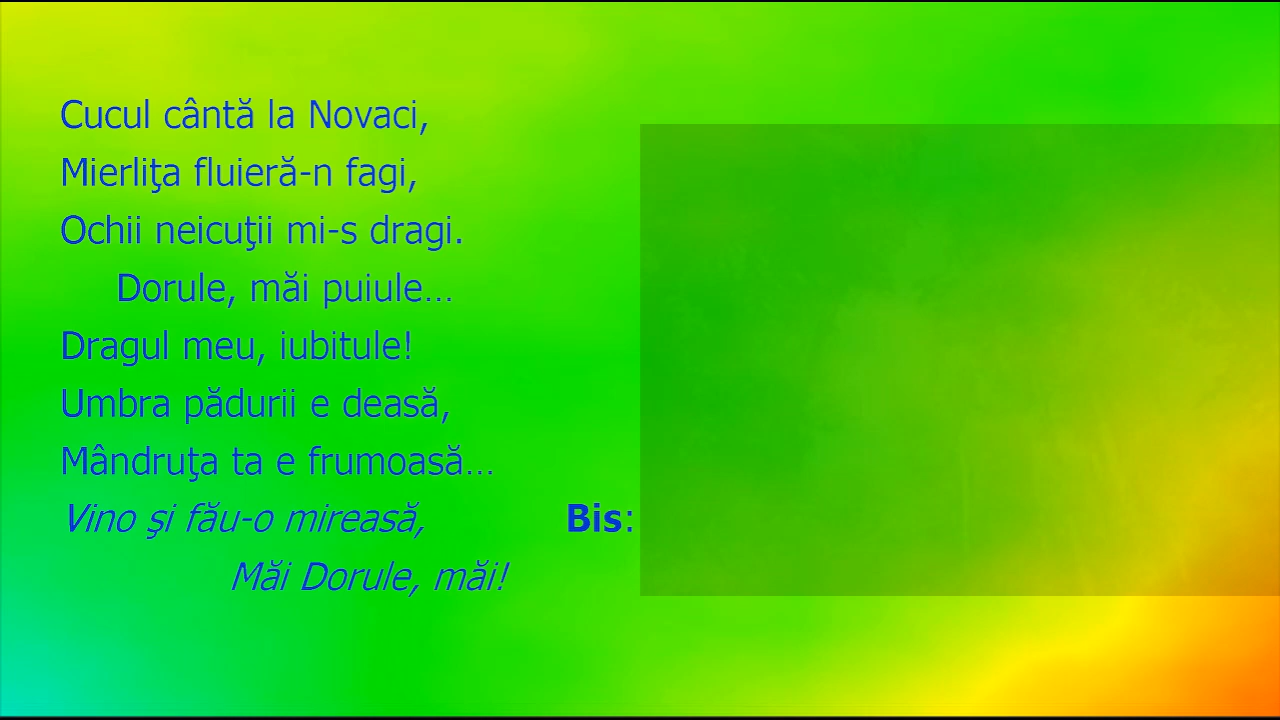 Cucul cântă la Novaci,
Mierliţa fluieră-n fagi,
Ochii neicuţii mi-s dragi.
Dorule, măi puiule...
Dragul meu, iubitule!
Umbra pădurii e deasă,
Mândruţa ta e frumoasă...
Vino şi fău-o mireasă, Bis:
Măi Dorule, măi!